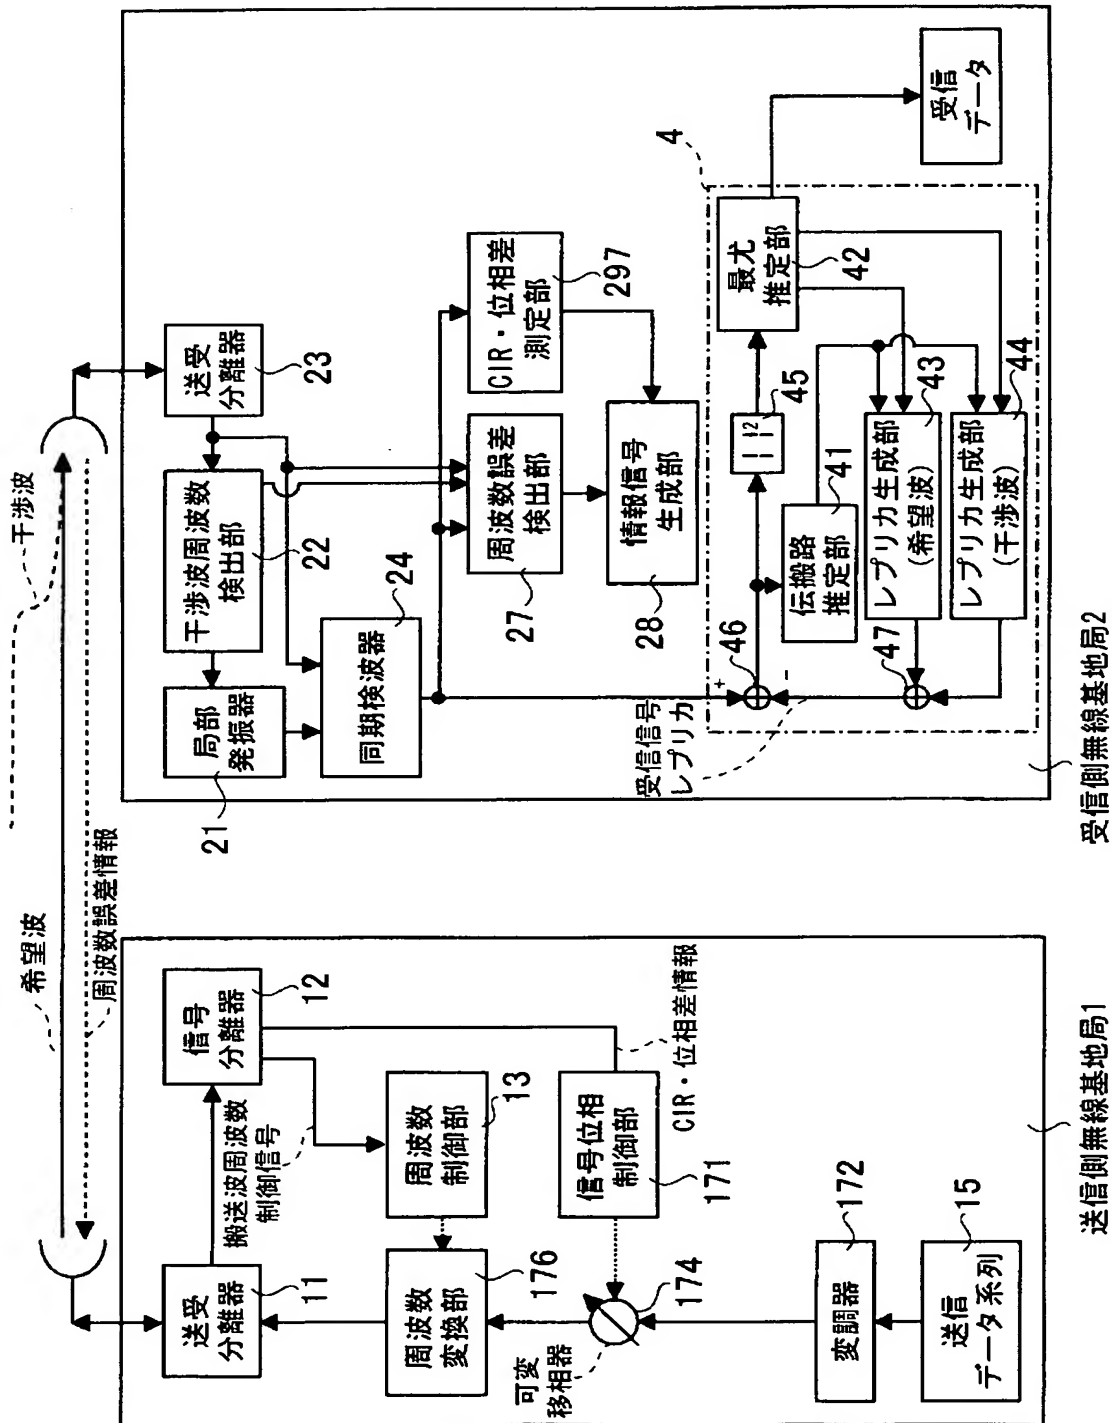 干渉波
希望波
周波数誤差情報
送受
分離器
11
信号
分離器
12
搬送波周波数
制御信号
周波数
制御部
13
周波数
変換部
176
信号位相
制御部
171
CIR・位相差情報
可変
移相器
174
変調器
172
送信
データ系列
15
送信側無線基地局1
送受
分離器
23
干渉波周波数
検出部
22
局部
発振器
21
同期検波器
24
周波数誤差
検出部
27
CIR・位相差
測定部
297
情報信号
生成部
28
4
最尤
推定部
42
| |²
45
伝搬路
推定部
41
レプリカ生成部
(希望波)
43
レプリカ生成部
(干渉波)
44
46
+
-
47
受信信号
レプリカ
受信
データ
受信側無線基地局2